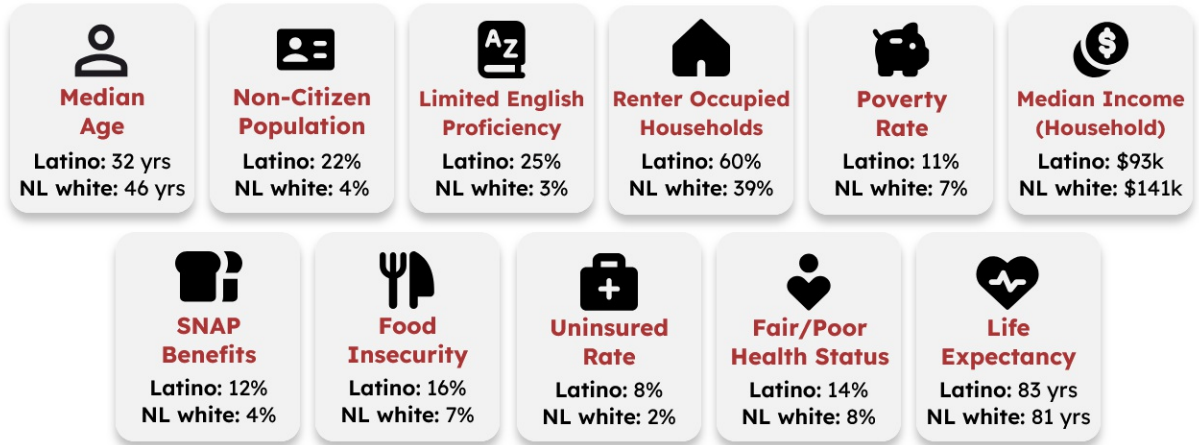 A Z
Median
Age
Latino: 32 yrs
NL white: 46 yrs
Non-Citizen
Population
Latino: 22%
NL white: 4%
Limited English
Proficiency
Latino: 25%
NL white: 3%
Renter Occupied
Households
Latino: 60%
NL white: 39%
Poverty
Rate
Latino: 11%
NL white: 7%
$
Median Income
(Household)
Latino: $93k
NL white: $141k
SNAP
Benefits
Latino: 12%
NL white: 4%
Food
Insecurity
Latino: 16%
NL white: 7%
Uninsured
Rate
Latino: 8%
NL white: 2%
Fair/Poor
Health Status
Latino: 14%
NL white: 8%
Life
Expectancy
Latino: 83 yrs
NL white: 81 yrs